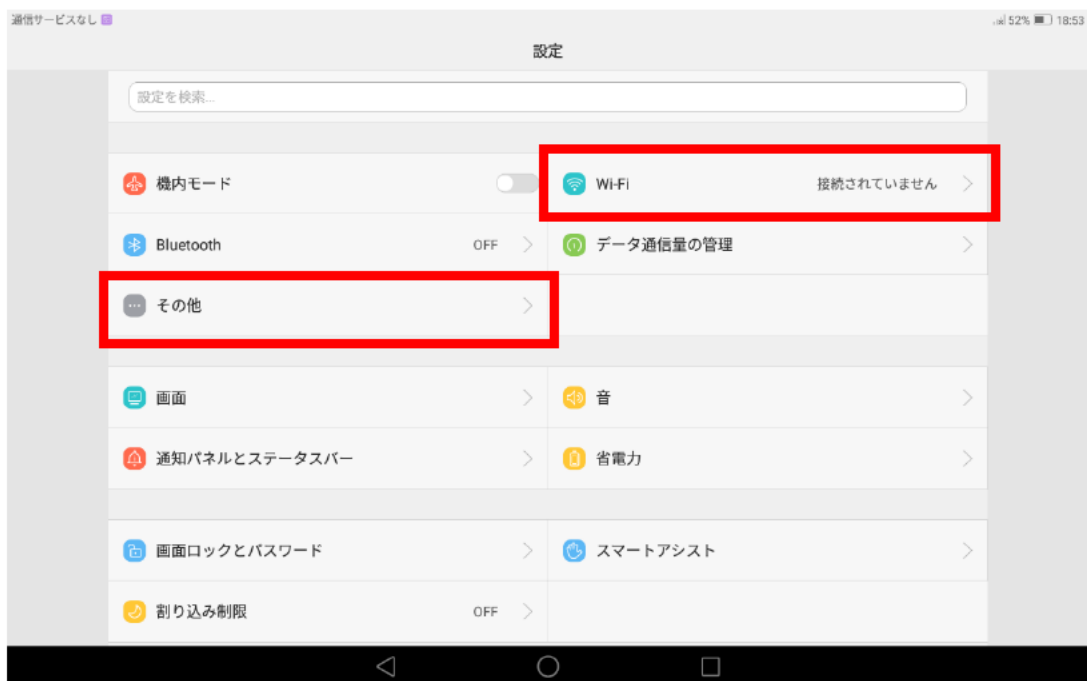 通信サービスなし
52% 18:53
設定
設定を検索...
機内モード
Wi-Fi 接続されていません
Bluetooth OFF
データ通信量の管理
その他
画面
音
通知パネルとステータスバー
省電力
画面ロックとパスワード
スマートアシスト
割り込み制限 OFF